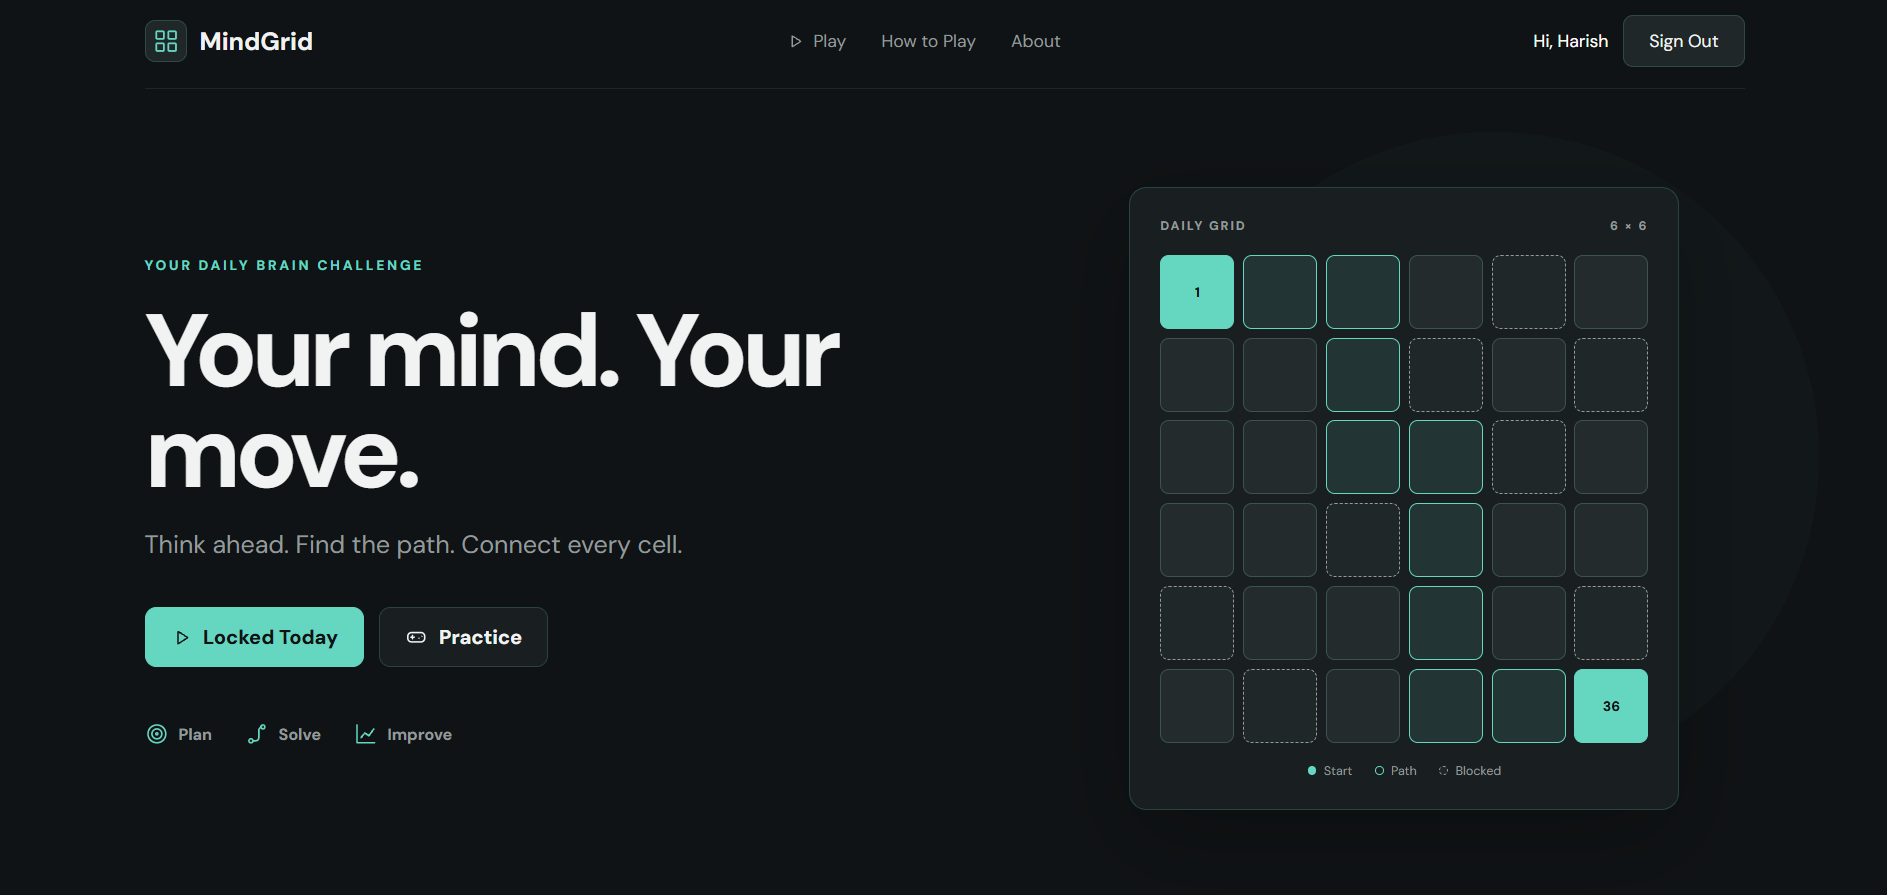 MindGrid
Play
How to Play
About
Hi, Harish
Sign Out
YOUR DAILY BRAIN CHALLENGE
Your mind. Your
move.
Think ahead. Find the path. Connect every cell.
Locked Today
Practice
Plan
Solve
Improve
DAILY GRID
6 × 6
1
36
Start
Path
Blocked